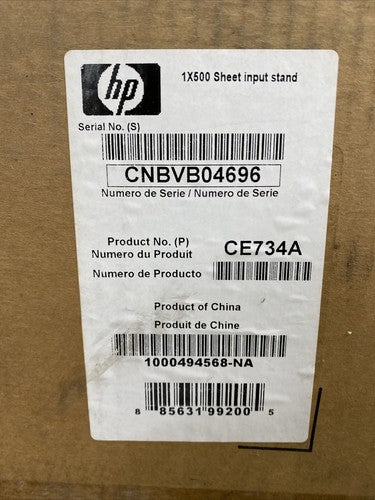 hp
1X500 Sheet input stand
Serial No. (S)
CNBVB04696
Numero de Serie / Numero de Serie
Product No. (P)
Numero du Produit
CE734A
Numero de Producto
Product of China
Produit de Chine
1000494568-NA
8 85631 99200 5